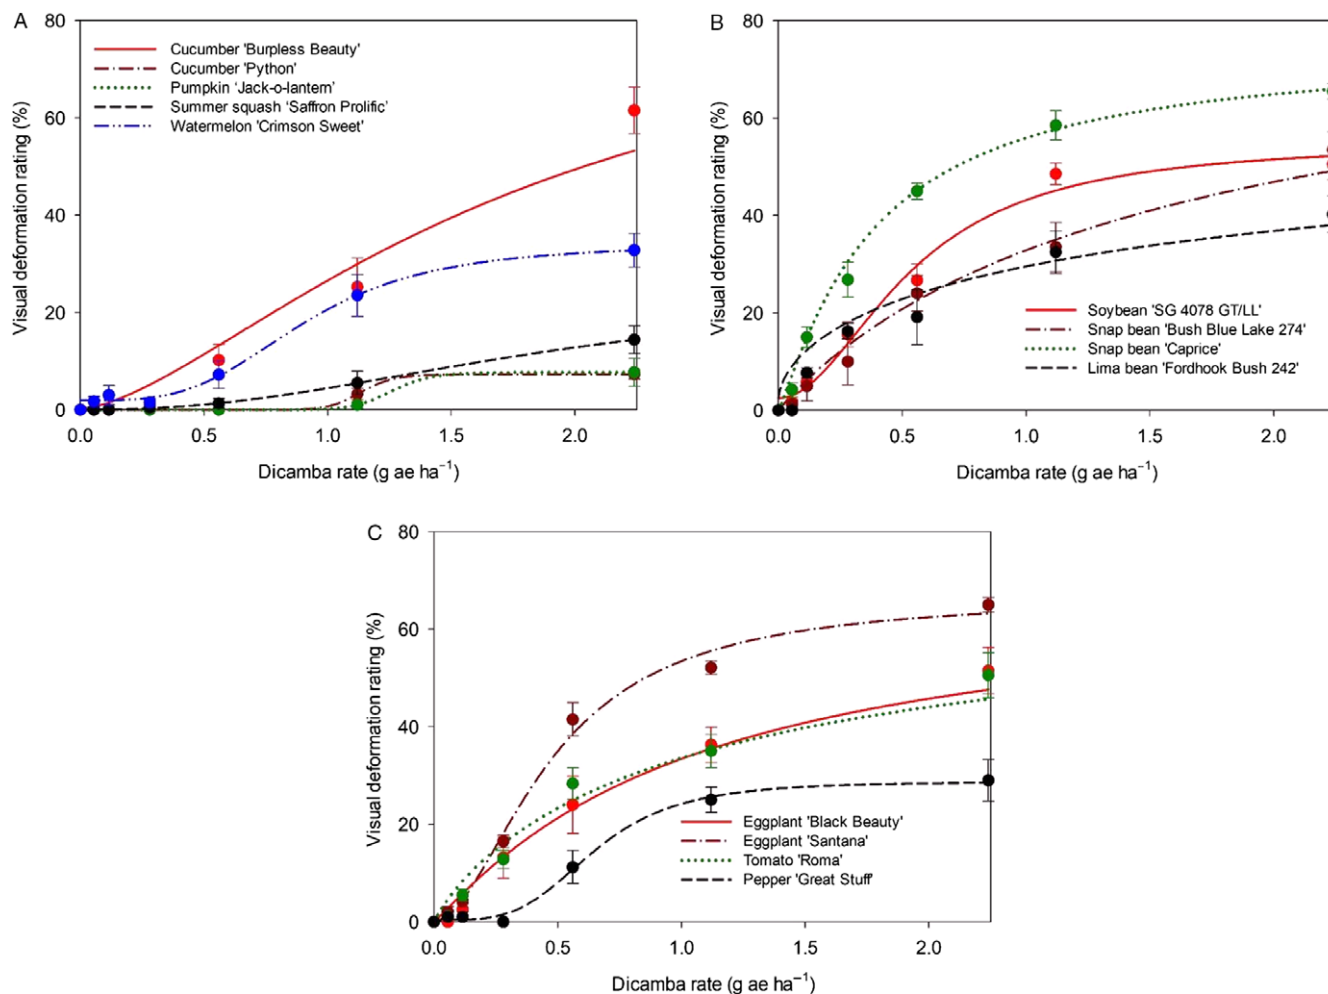 A
80
60
40
20
0
Visual deformation rating (%)
Cucumber 'Burpless Beauty'
Cucumber 'Python'
Pumpkin 'Jack-o-lantern'
Summer squash 'Saffron Prolific'
Watermelon 'Crimson Sweet'
0.0 0.5 1.0 1.5 2.0
Dicamba rate (g ae ha⁻¹)
B
80
60
40
20
0
Visual deformation rating (%)
Soybean 'SG 4078 GT/LL'
Snap bean 'Bush Blue Lake 274'
Snap bean 'Caprice'
Lima bean 'Fordhook Bush 242'
0.0 0.5 1.0 1.5 2.0
Dicamba rate (g ae ha⁻¹)
C
80
60
40
20
0
Visual deformation rating (%)
Eggplant 'Black Beauty'
Eggplant 'Santana'
Tomato 'Roma'
Pepper 'Great Stuff'
0.0 0.5 1.0 1.5 2.0
Dicamba rate (g ae ha⁻¹)